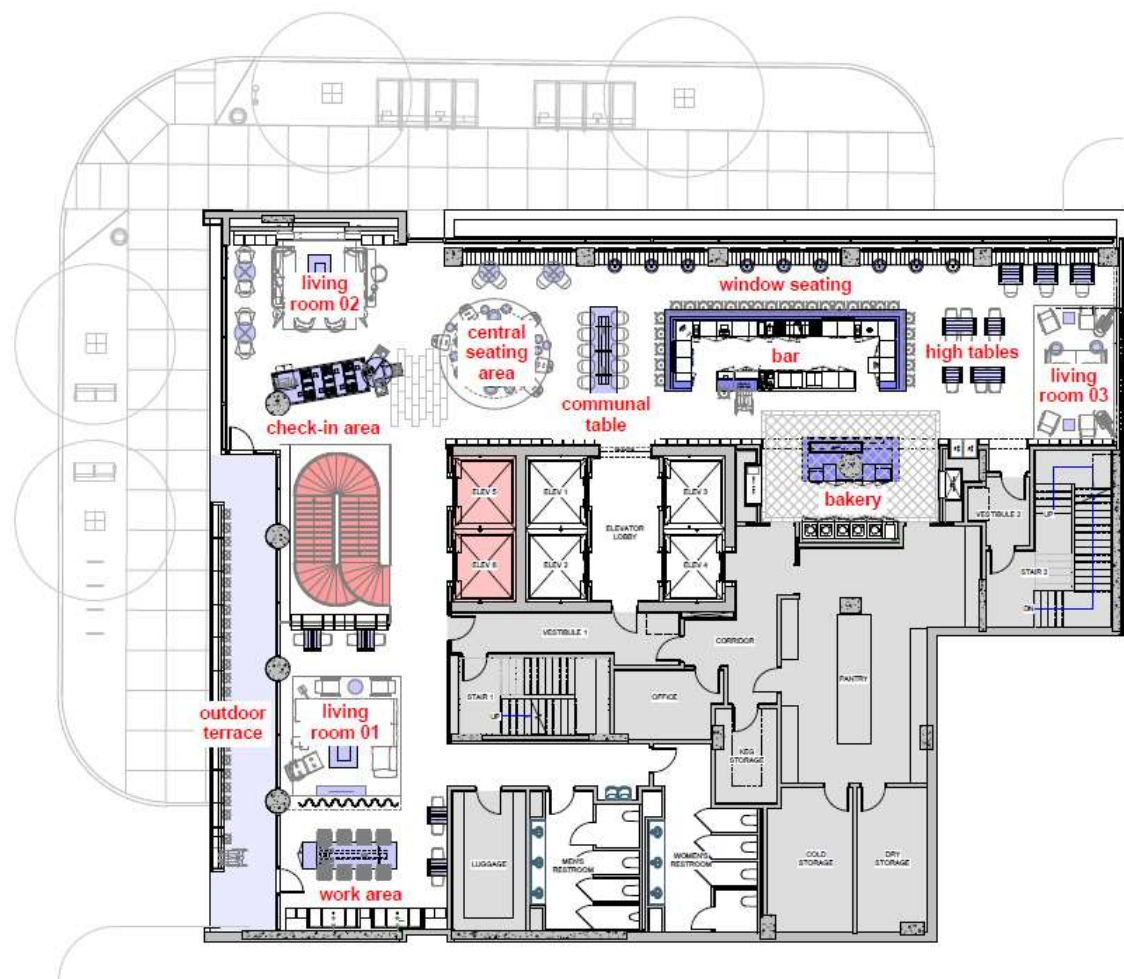 living
room 02
window seating
central
seating
area
bar
high tables
living
room 03
check-in area
communal
table
bakery
ELEV 5
ELEV 1
ELEV 3
ELEVATOR
LOBBY
ELEV 6
ELEV 2
ELEV 4
UP
VESTIBULE 2
STAIR 2
DN
VESTIBULE 1
CORRIDOR
PANTRY
STAIR 1
UP
OFFICE
outdoor
terrace
living
room 01
KEG
STORAGE
LUGGAGE
MEN'S
RESTROOM
WOMEN'S
RESTROOM
COLD
STORAGE
DRY
STORAGE
work area